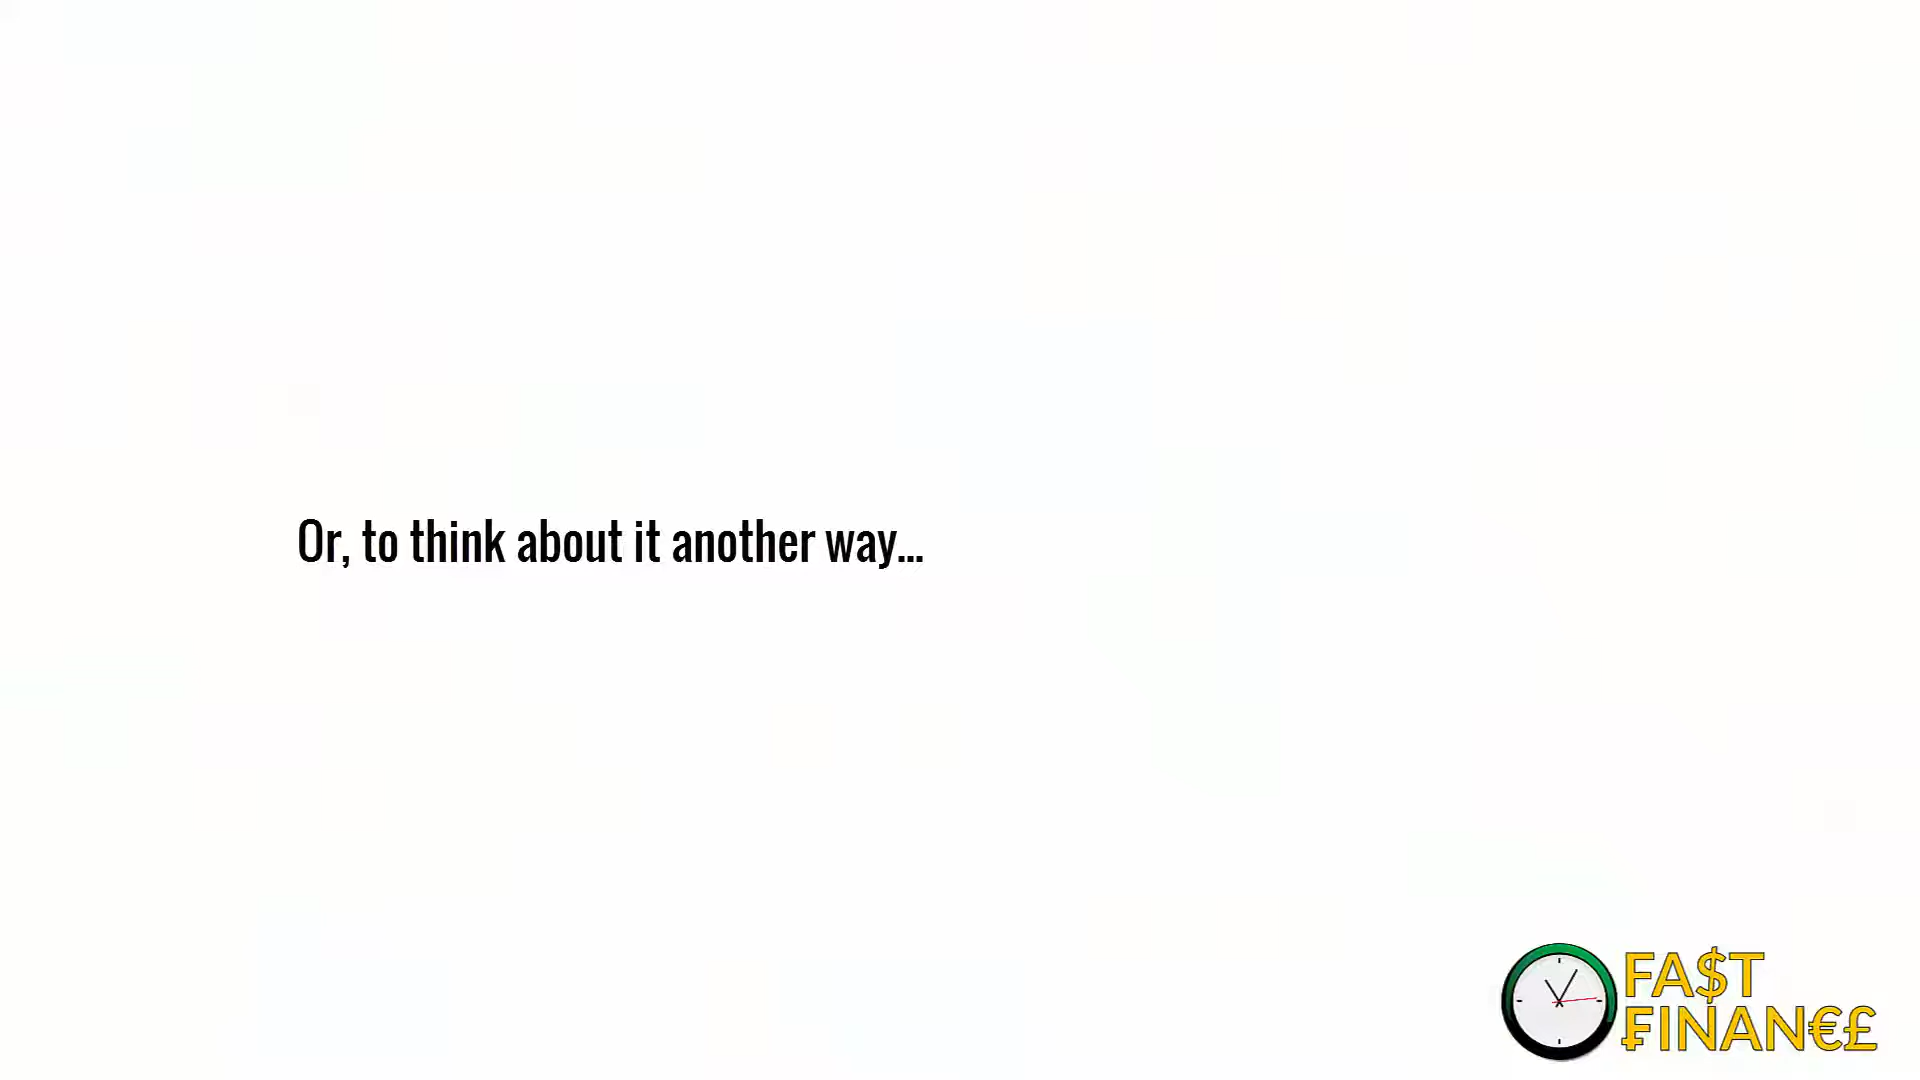 Or, to think about it another way...
FA$T
₣INAN€£